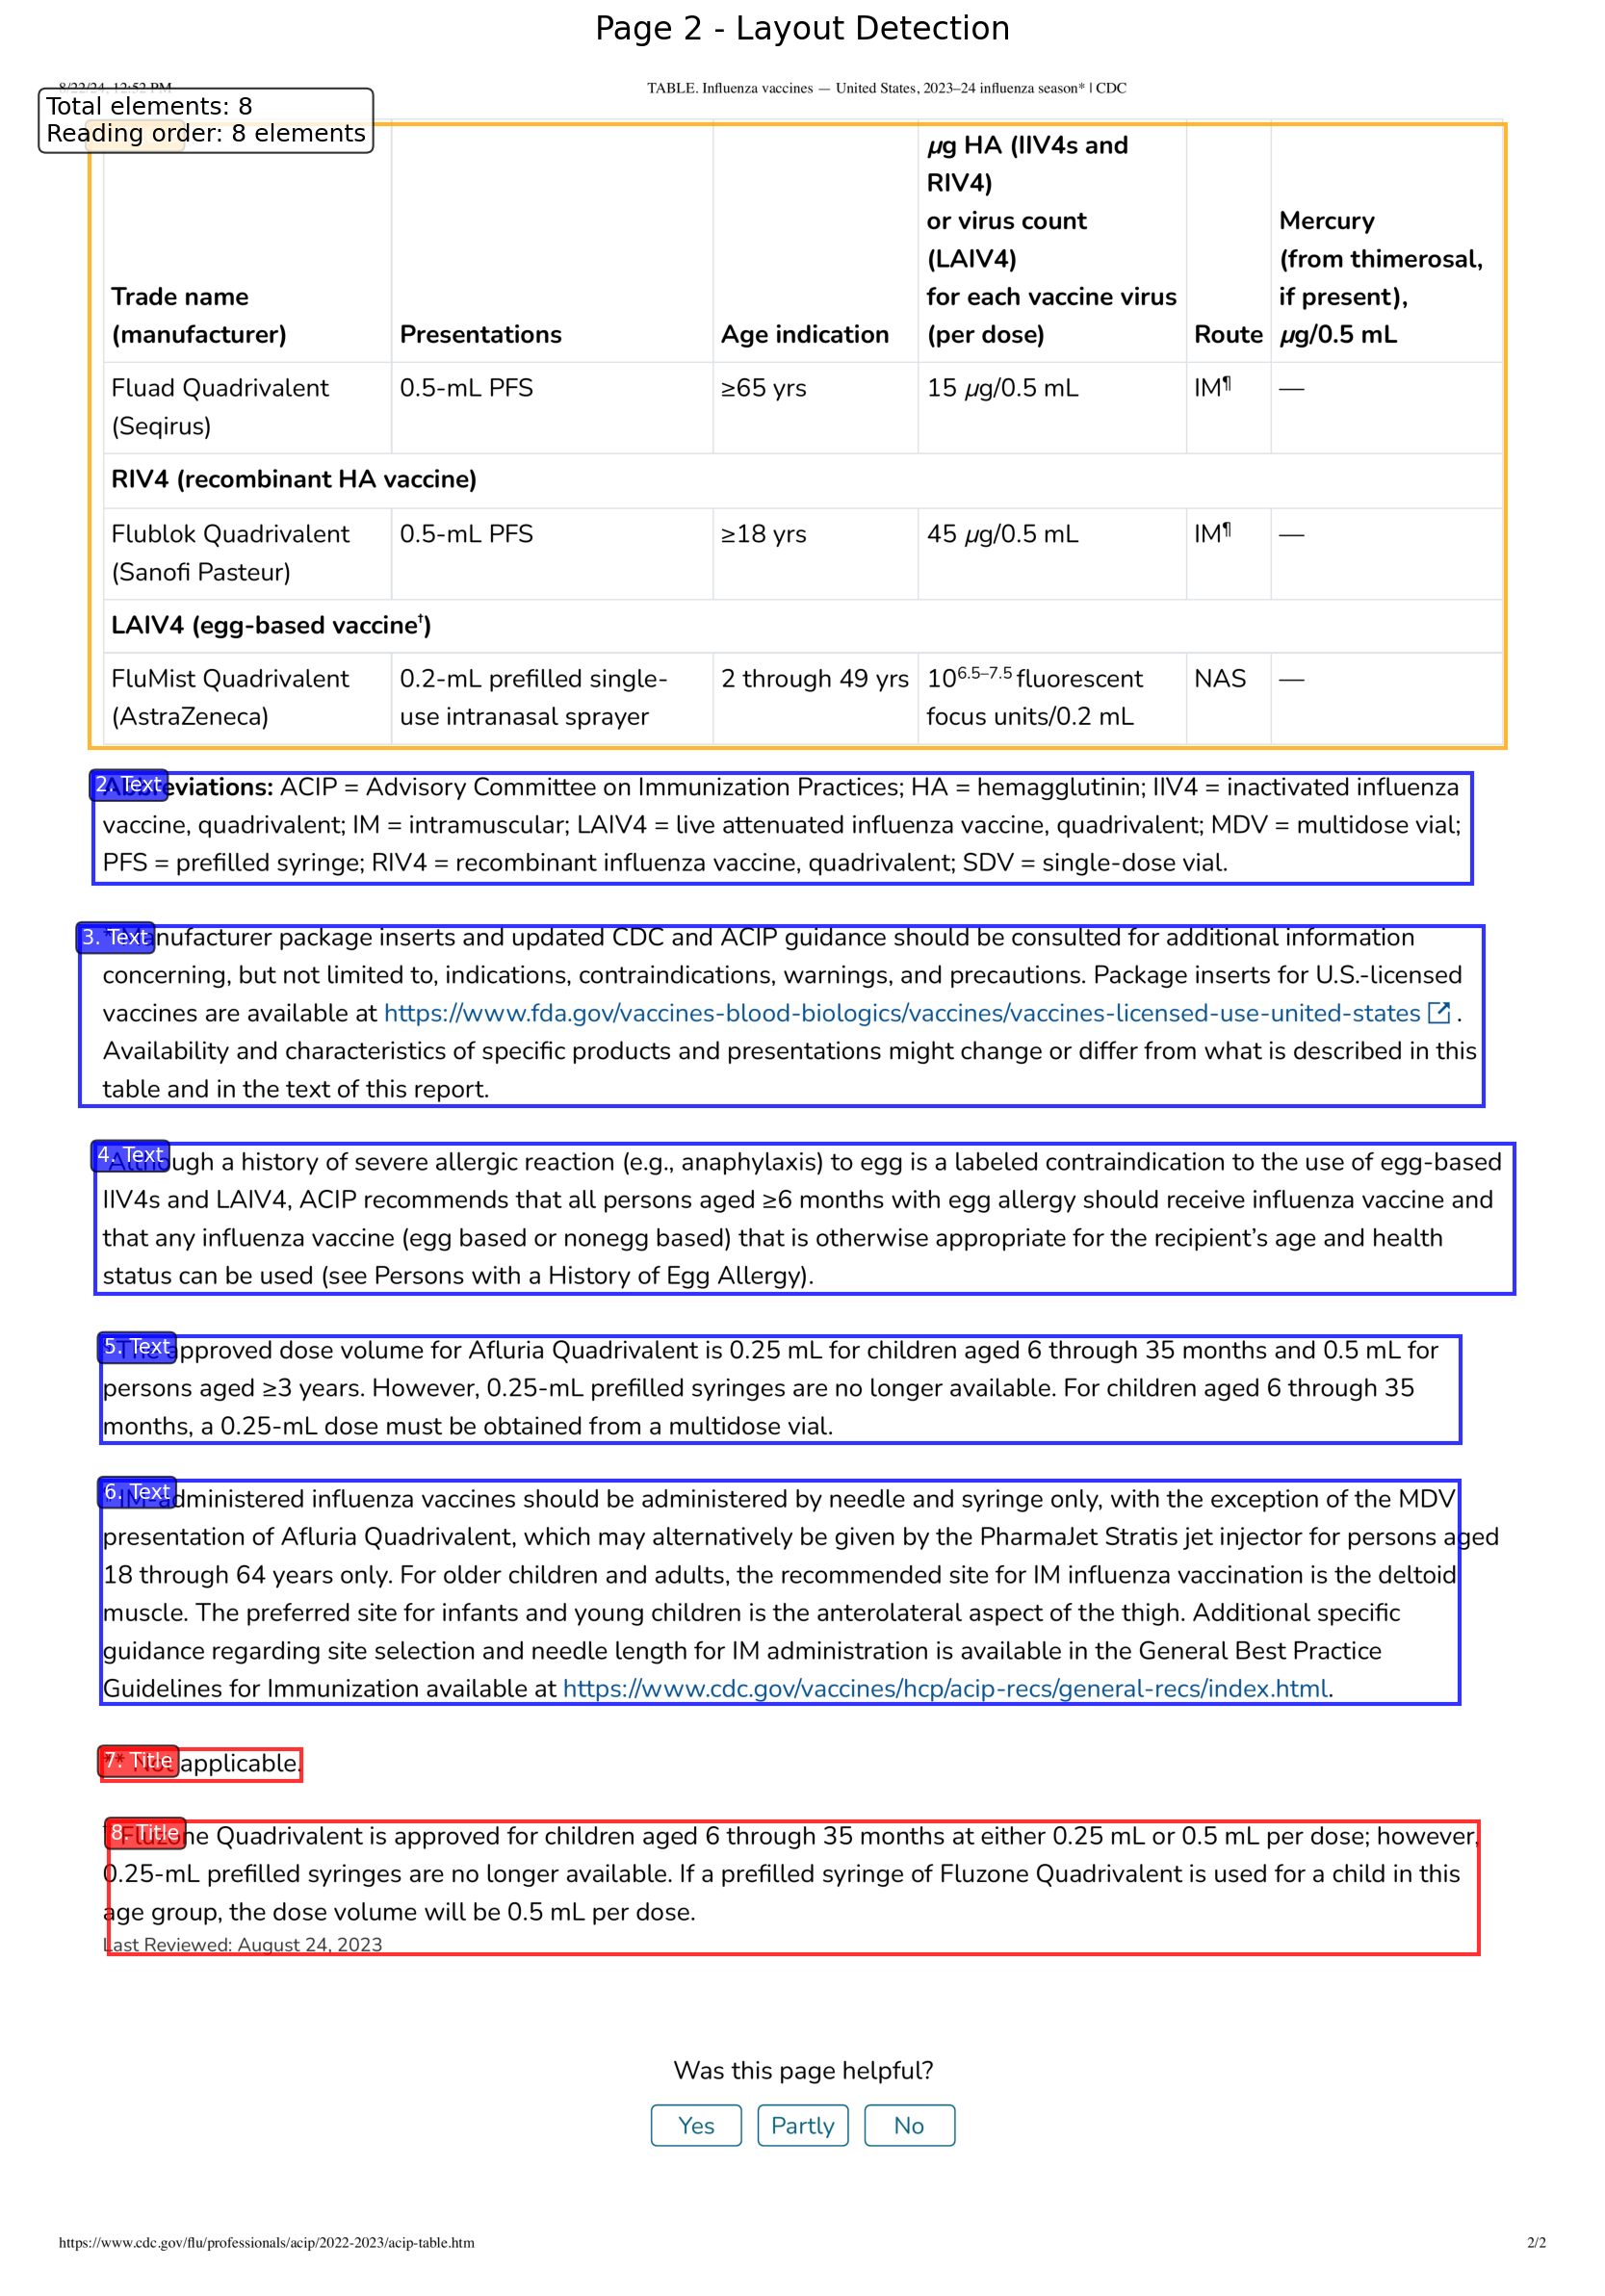 Page 2 - Layout Detection
8/22/24, 12:52 PM
TABLE. Influenza vaccines — United States, 2023–24 influenza season* | CDC
Total elements: 8
Reading order: 8 elements
Trade name
(manufacturer)
Presentations
Age indication
µg HA (IIV4s and
RIV4)
or virus count
(LAIV4)
for each vaccine virus
(per dose)
Route
Mercury
(from thimerosal,
if present),
µg/0.5 mL
Fluad Quadrivalent
(Seqirus)
0.5-mL PFS
≥65 yrs
15 µg/0.5 mL
IM¶
—
RIV4 (recombinant HA vaccine)
Flublok Quadrivalent
(Sanofi Pasteur)
0.5-mL PFS
≥18 yrs
45 µg/0.5 mL
IM¶
—
LAIV4 (egg-based vaccine†)
FluMist Quadrivalent
(AstraZeneca)
0.2-mL prefilled single-
use intranasal sprayer
2 through 49 yrs
10^6.5–7.5 fluorescent
focus units/0.2 mL
NAS
—
2. Text
Abbreviations: ACIP = Advisory Committee on Immunization Practices; HA = hemagglutinin; IIV4 = inactivated influenza
vaccine, quadrivalent; IM = intramuscular; LAIV4 = live attenuated influenza vaccine, quadrivalent; MDV = multidose vial;
PFS = prefilled syringe; RIV4 = recombinant influenza vaccine, quadrivalent; SDV = single-dose vial.
3. Text
* Manufacturer package inserts and updated CDC and ACIP guidance should be consulted for additional information
concerning, but not limited to, indications, contraindications, warnings, and precautions. Package inserts for U.S.-licensed
vaccines are available at https://www.fda.gov/vaccines-blood-biologics/vaccines/vaccines-licensed-use-united-states .
Availability and characteristics of specific products and presentations might change or differ from what is described in this
table and in the text of this report.
4. Text
Although a history of severe allergic reaction (e.g., anaphylaxis) to egg is a labeled contraindication to the use of egg-based
IIV4s and LAIV4, ACIP recommends that all persons aged ≥6 months with egg allergy should receive influenza vaccine and
that any influenza vaccine (egg based or nonegg based) that is otherwise appropriate for the recipient’s age and health
status can be used (see Persons with a History of Egg Allergy).
5. Text
The approved dose volume for Afluria Quadrivalent is 0.25 mL for children aged 6 through 35 months and 0.5 mL for
persons aged ≥3 years. However, 0.25-mL prefilled syringes are no longer available. For children aged 6 through 35
months, a 0.25-mL dose must be obtained from a multidose vial.
6. Text
IM-administered influenza vaccines should be administered by needle and syringe only, with the exception of the MDV
presentation of Afluria Quadrivalent, which may alternatively be given by the PharmaJet Stratis jet injector for persons aged
18 through 64 years only. For older children and adults, the recommended site for IM influenza vaccination is the deltoid
muscle. The preferred site for infants and young children is the anterolateral aspect of the thigh. Additional specific
guidance regarding site selection and needle length for IM administration is available in the General Best Practice
Guidelines for Immunization available at https://www.cdc.gov/vaccines/hcp/acip-recs/general-recs/index.html.
7. Title
** Not applicable.
8. Title
Fluzone Quadrivalent is approved for children aged 6 through 35 months at either 0.25 mL or 0.5 mL per dose; however,
0.25-mL prefilled syringes are no longer available. If a prefilled syringe of Fluzone Quadrivalent is used for a child in this
age group, the dose volume will be 0.5 mL per dose.
Last Reviewed: August 24, 2023
Was this page helpful?
Yes
Partly
No
https://www.cdc.gov/flu/professionals/acip/2022-2023/acip-table.htm
2/2